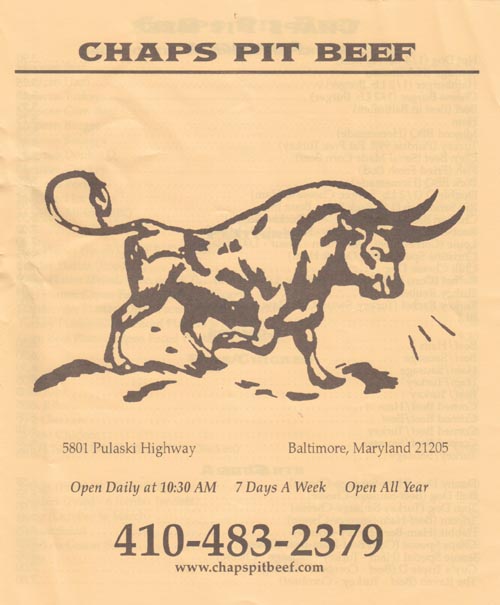 CHAPS PIT BEEF
5801 Pulaski Highway Baltimore, Maryland 21205
Open Daily at 10:30 AM 7 Days A Week Open All Year
410-483-2379
www.chapspitbeef.com